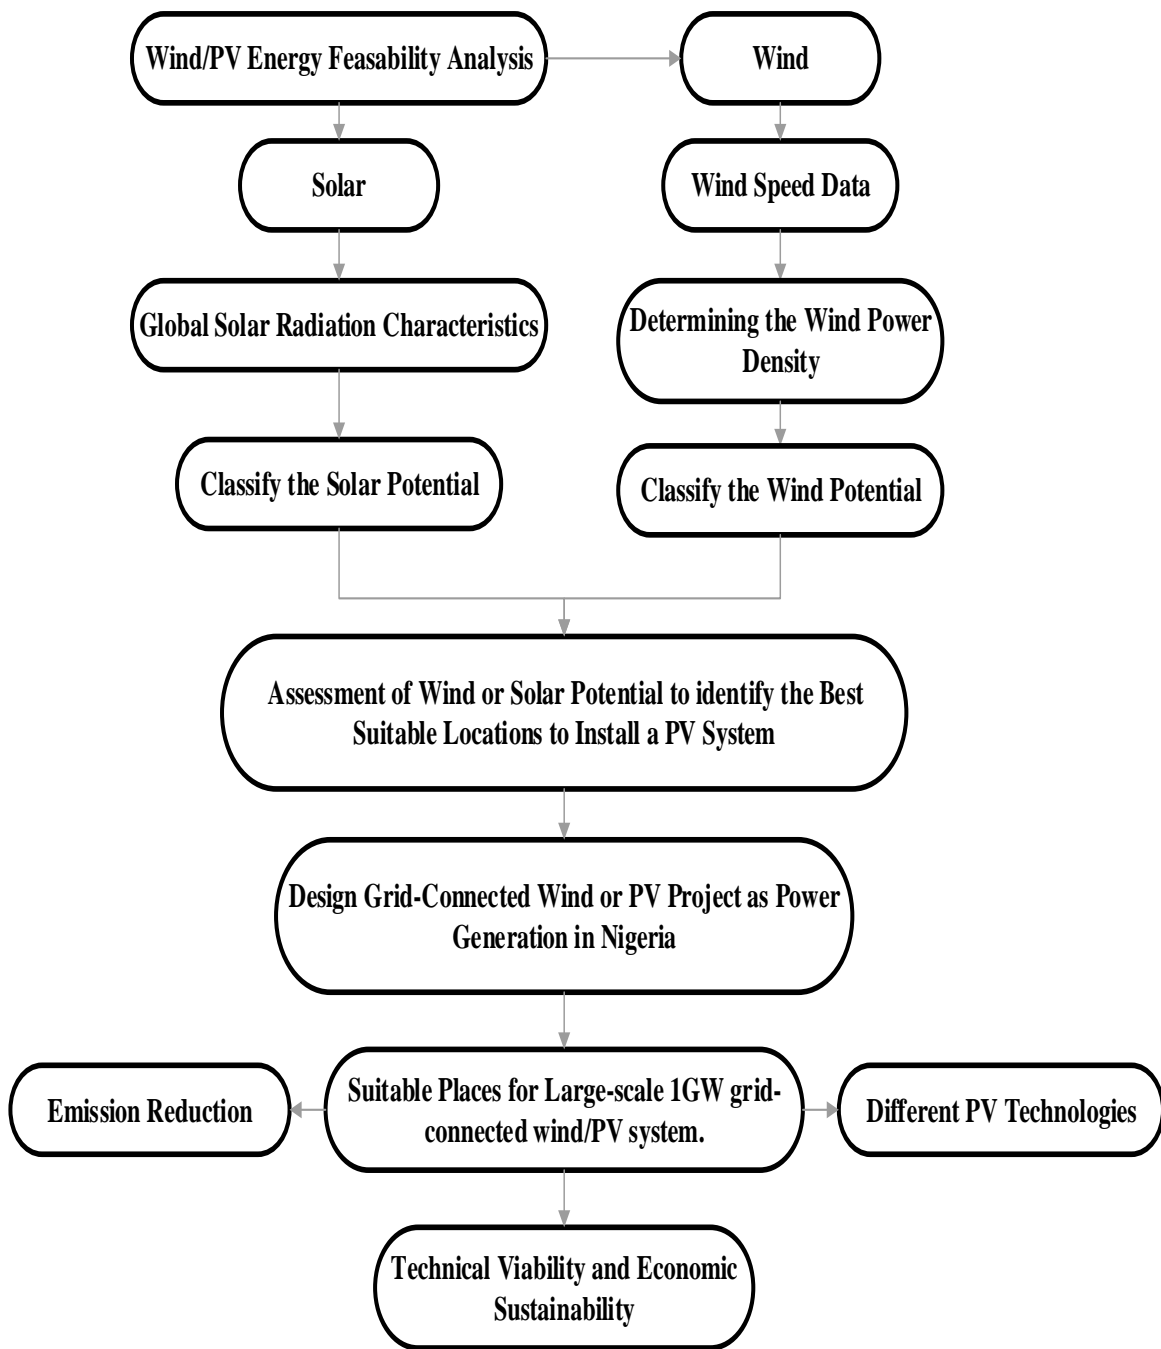 Wind/PV Energy Feasability Analysis
Wind
Solar
Wind Speed Data
Global Solar Radiation Characteristics
Determining the Wind Power
Density
Classify the Solar Potential
Classify the Wind Potential
Assessment of Wind or Solar Potential to identify the Best
Suitable Locations to Install a PV System
Design Grid-Connected Wind or PV Project as Power
Generation in Nigeria
Emission Reduction
Suitable Places for Large-scale 1GW grid-
connected wind/PV system.
Different PV Technologies
Technical Viability and Economic
Sustainability